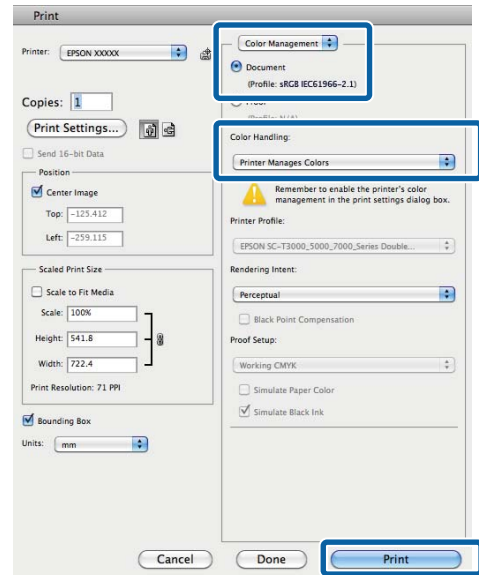 Print
Printer: EPSON XXXXX
Copies: 1
Print Settings...
Send 16-bit Data
Position
Center Image
Top: -125.412
Left: -259.115
Scaled Print Size
Scale to Fit Media
Scale: 100%
Height: 541.8
Width: 722.4
Print Resolution: 71 PPI
Bounding Box
Units: mm
Color Management
Document
(Profile: sRGB IEC61966-2.1)
Color Handling:
Printer Manages Colors
Remember to enable the printer's color
management in the print settings dialog box.
Printer Profile:
EPSON SC-T3000_5000_7000_Series Double...
Rendering Intent:
Perceptual
Black Point Compensation
Proof Setup:
Working CMYK
Simulate Paper Color
Simulate Black Ink
Cancel
Done
Print